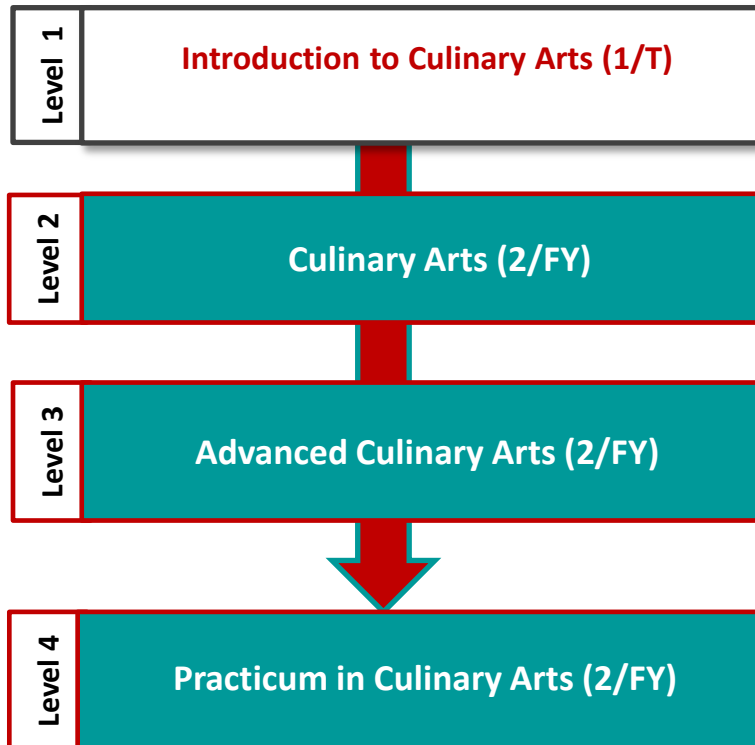 Level 1
Introduction to Culinary Arts (1/T)
Level 2
Culinary Arts (2/FY)
Level 3
Advanced Culinary Arts (2/FY)
Level 4
Practicum in Culinary Arts (2/FY)